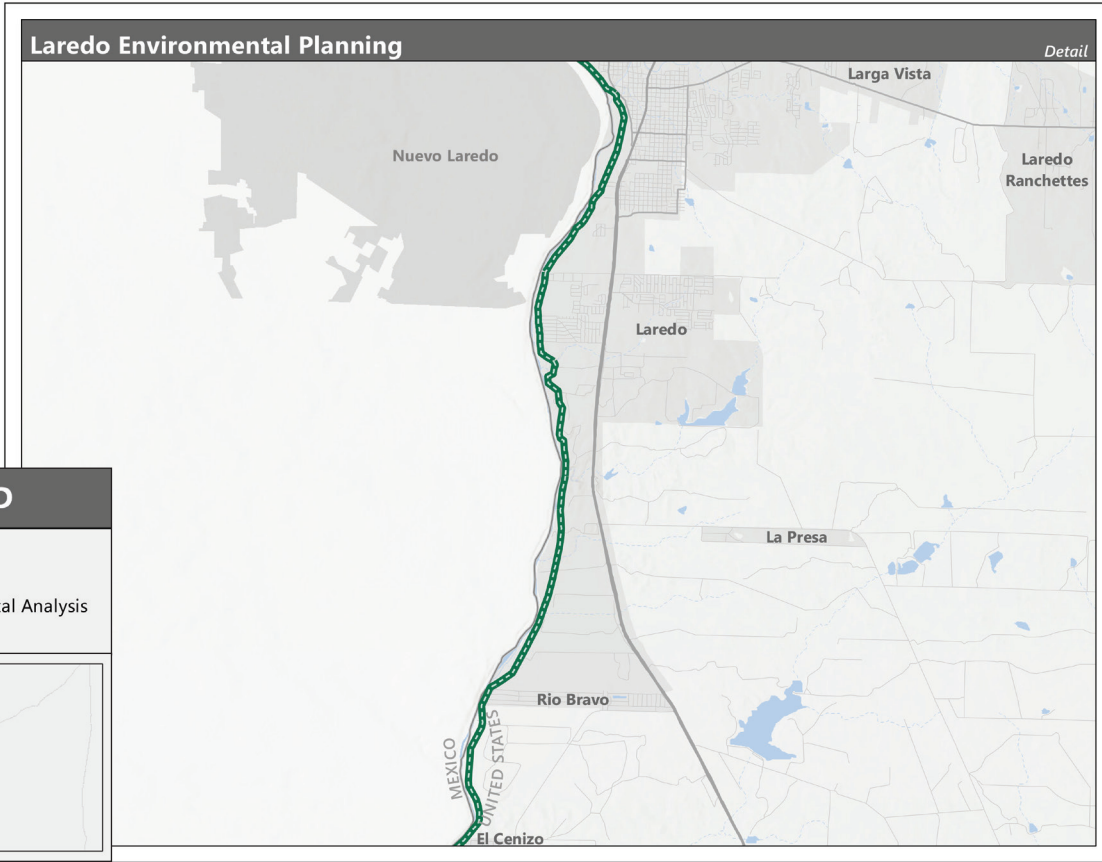 Laredo Environmental Planning
Detail
Larga Vista
Nuevo Laredo
Laredo
Ranchettes
Laredo
La Presa
Analysis
Rio Bravo
MEXICO
UNITED STATES
El Cenizo